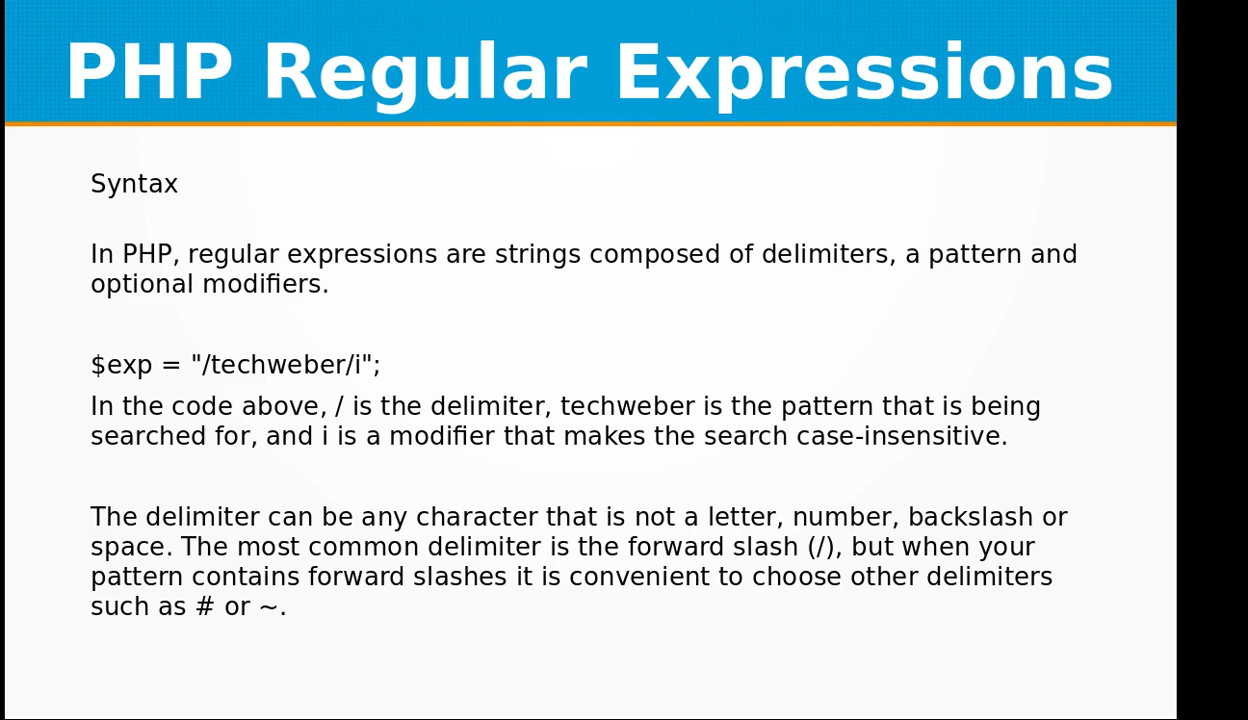 PHP Regular Expressions
Syntax
In PHP, regular expressions are strings composed of delimiters, a pattern and
optional modifiers.
$exp = "/techweber/i";
In the code above, / is the delimiter, techweber is the pattern that is being
searched for, and i is a modifier that makes the search case-insensitive.
The delimiter can be any character that is not a letter, number, backslash or
space. The most common delimiter is the forward slash (/), but when your
pattern contains forward slashes it is convenient to choose other delimiters
such as # or ~.